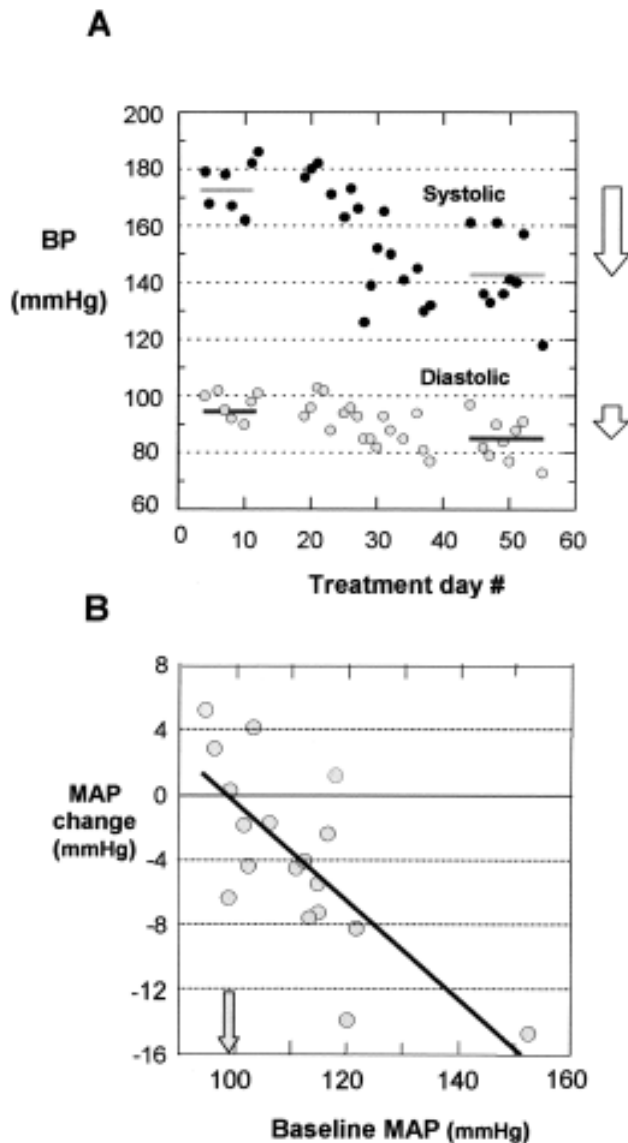 A
200
180
Systolic
160
BP
140
(mmHg)
120
Diastolic
100
80
60
0 10 20 30 40 50 60
Treatment day #
B
8
4
MAP
0
change
(mmHg)
-4
-8
-12
-16
100 120 140 160
Baseline MAP (mmHg)